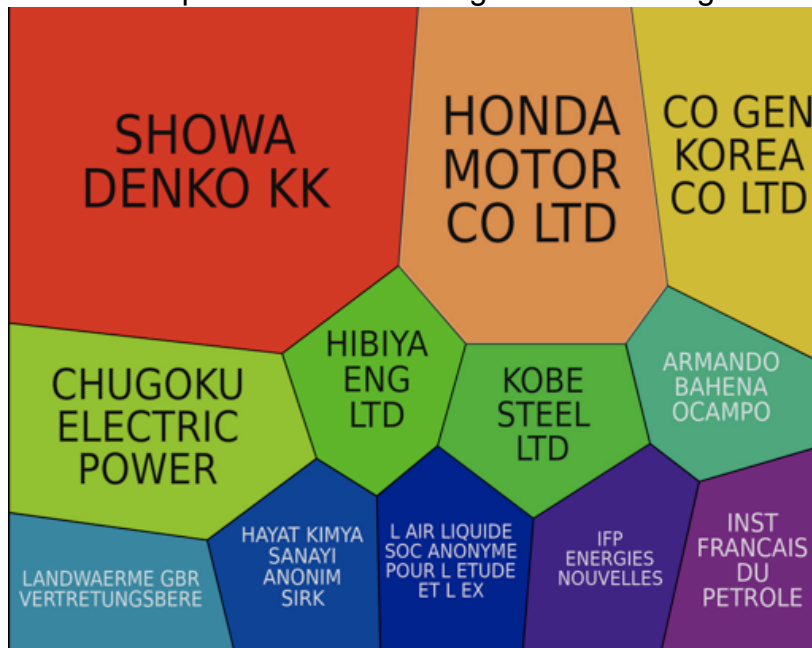 SHOWA
DENKO KK
HONDA
MOTOR
CO LTD
CO GEN
KOREA
CO LTD
CHUGOKU
ELECTRIC
POWER
HIBIYA
ENG
LTD
KOBE
STEEL
LTD
ARMANDO
BAHENA
OCAMPO
LANDWAERME GBR
VERTRETUNGSBERE
HAYAT KIMYA
SANAYI
ANONIM
SIRK
L AIR LIQUIDE
SOC ANONYME
POUR L ETUDE
ET L EX
IFP
ENERGIES
NOUVELLES
INST
FRANCAIS
DU
PETROLE